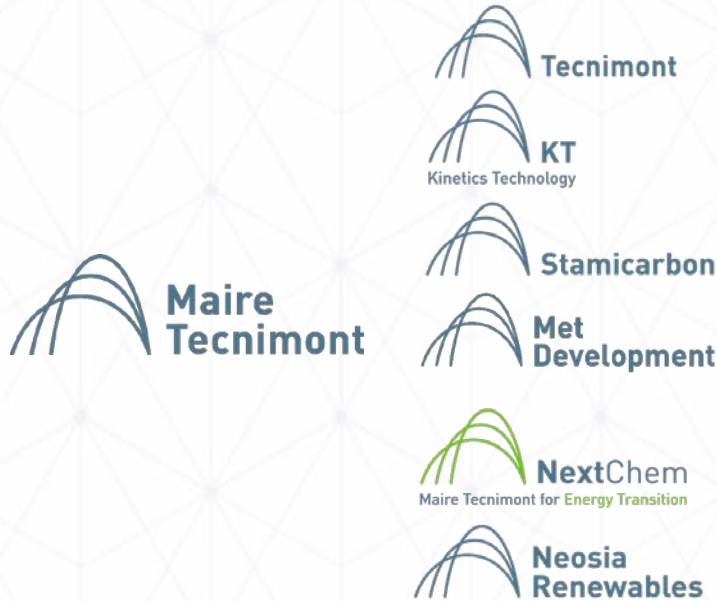 Maire
Tecnimont
Tecnimont
KT
Kinetics Technology
Stamicarbon
Met
Development
NextChem
Maire Tecnimont for Energy Transition
Neosia
Renewables